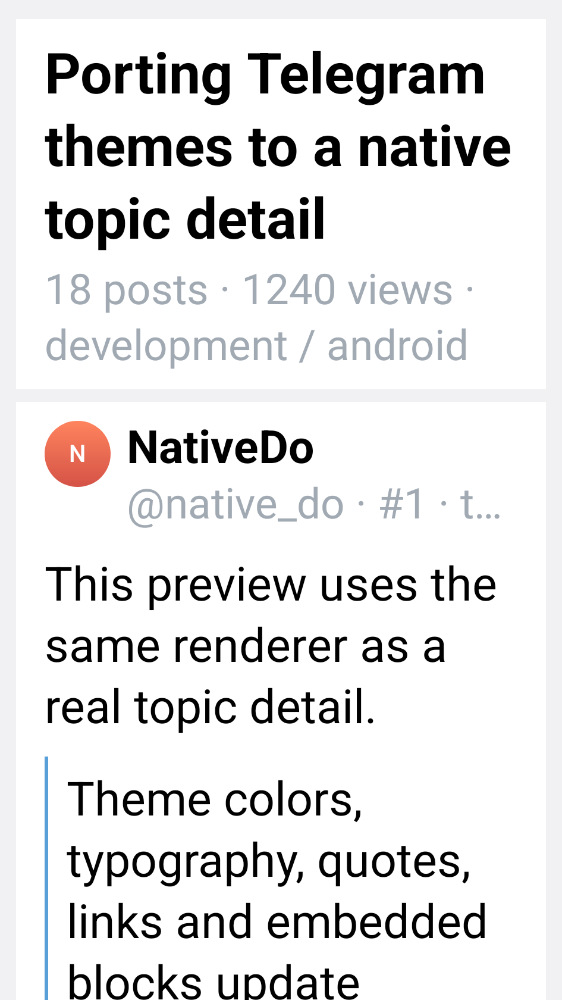 Porting Telegram
themes to a native
topic detail
18 posts · 1240 views ·
development / android
N
NativeDo
@native_do · #1 · t…
This preview uses the
same renderer as a
real topic detail.
Theme colors,
typography, quotes,
links and embedded
blocks update